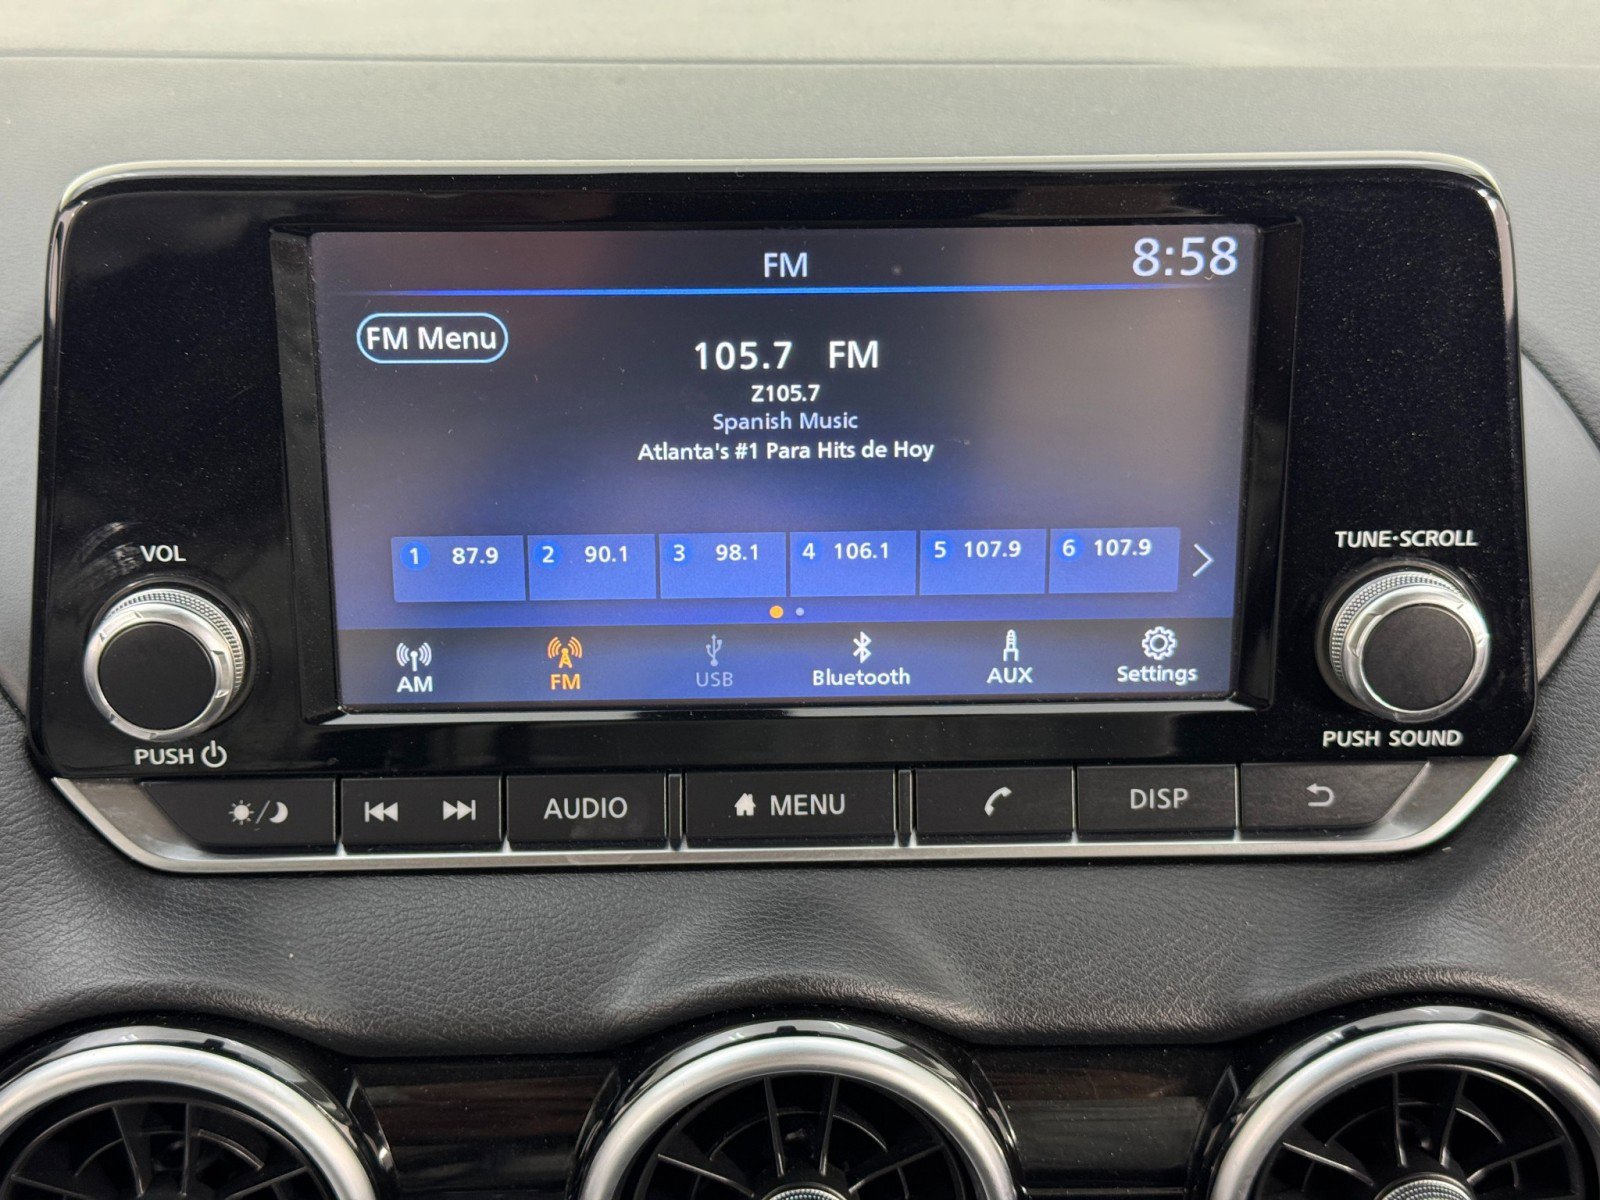 FM 8:58
FM Menu
105.7 FM
Z105.7
Spanish Music
Atlanta's #1 Para Hits de Hoy
1 87.9 2 90.1 3 98.1 4 106.1 5 107.9 6 107.9
AM FM USB Bluetooth AUX Settings
VOL
PUSH
TUNE·SCROLL
PUSH SOUND
AUDIO MENU DISP